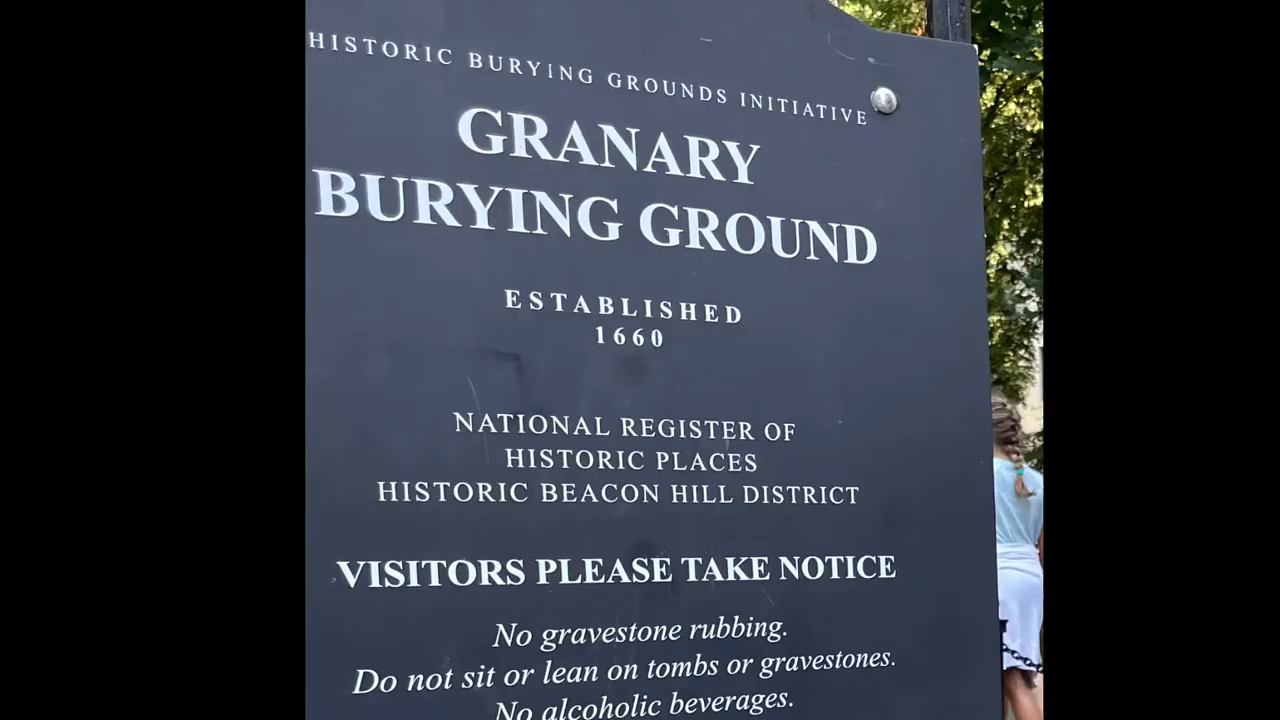 HISTORIC BURYING GROUNDS INITIATIVE
GRANARY
BURYING GROUND
ESTABLISHED
1660
NATIONAL REGISTER OF
HISTORIC PLACES
HISTORIC BEACON HILL DISTRICT
VISITORS PLEASE TAKE NOTICE
No gravestone rubbing.
Do not sit or lean on tombs or gravestones.
No alcoholic beverages.